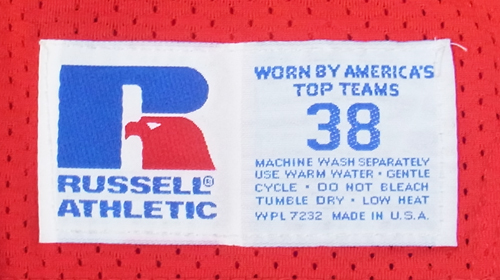 R
RUSSELL®
ATHLETIC
WORN BY AMERICA'S
TOP TEAMS
38
MACHINE WASH SEPARATELY
USE WARM WATER · GENTLE
CYCLE · DO NOT BLEACH
TUMBLE DRY · LOW HEAT
WPL 7232 MADE IN U.S.A.